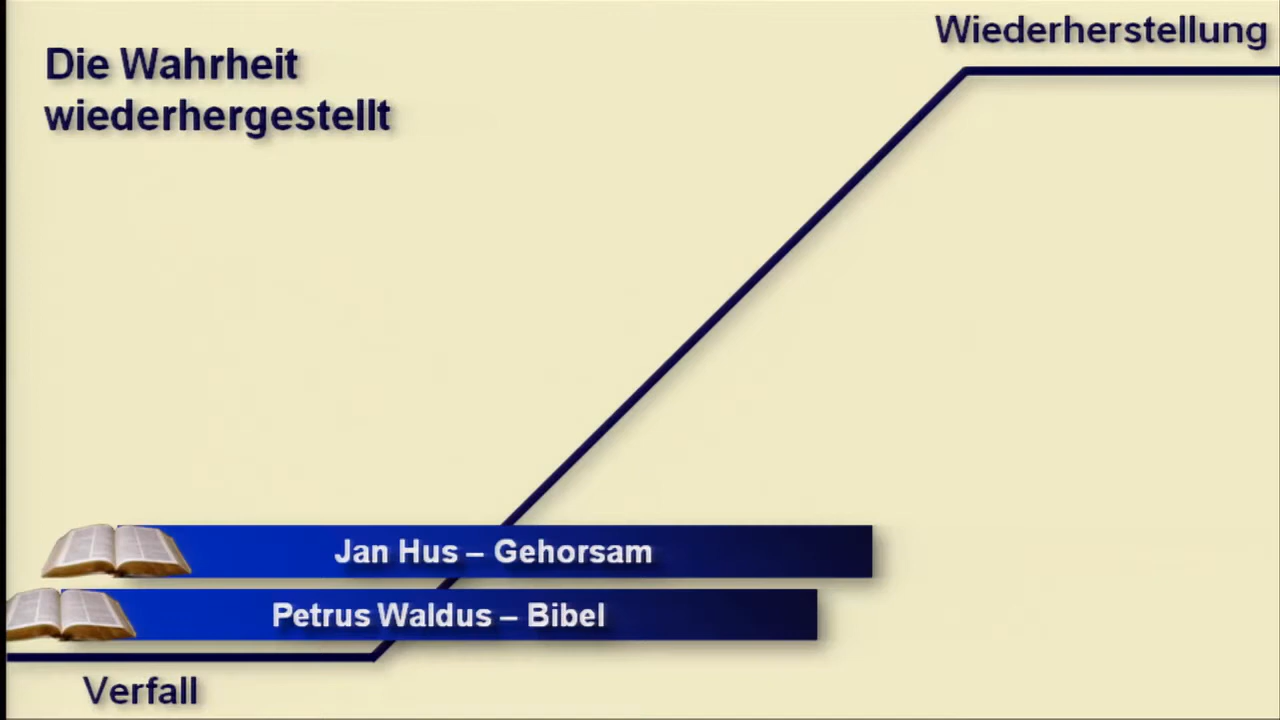 Wiederherstellung
Die Wahrheit
wiederhergestellt
Jan Hus – Gehorsam
Petrus Waldus – Bibel
Verfall